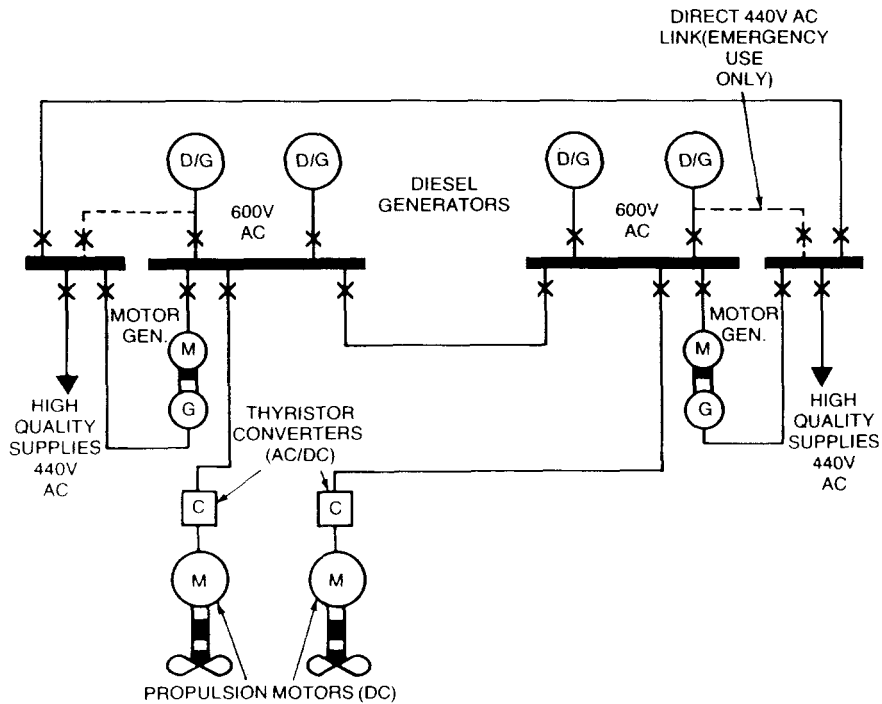 DIRECT 440V AC
LINK(EMERGENCY
USE
ONLY)
D/G
D/G
D/G
D/G
DIESEL
GENERATORS
600V
AC
600V
AC
MOTOR
GEN.
M
G
MOTOR
GEN.
M
G
HIGH
QUALITY
SUPPLIES
440V
AC
THYRISTOR
CONVERTERS
(AC/DC)
HIGH
QUALITY
SUPPLIES
440V
AC
C
C
M
M
PROPULSION MOTORS (DC)